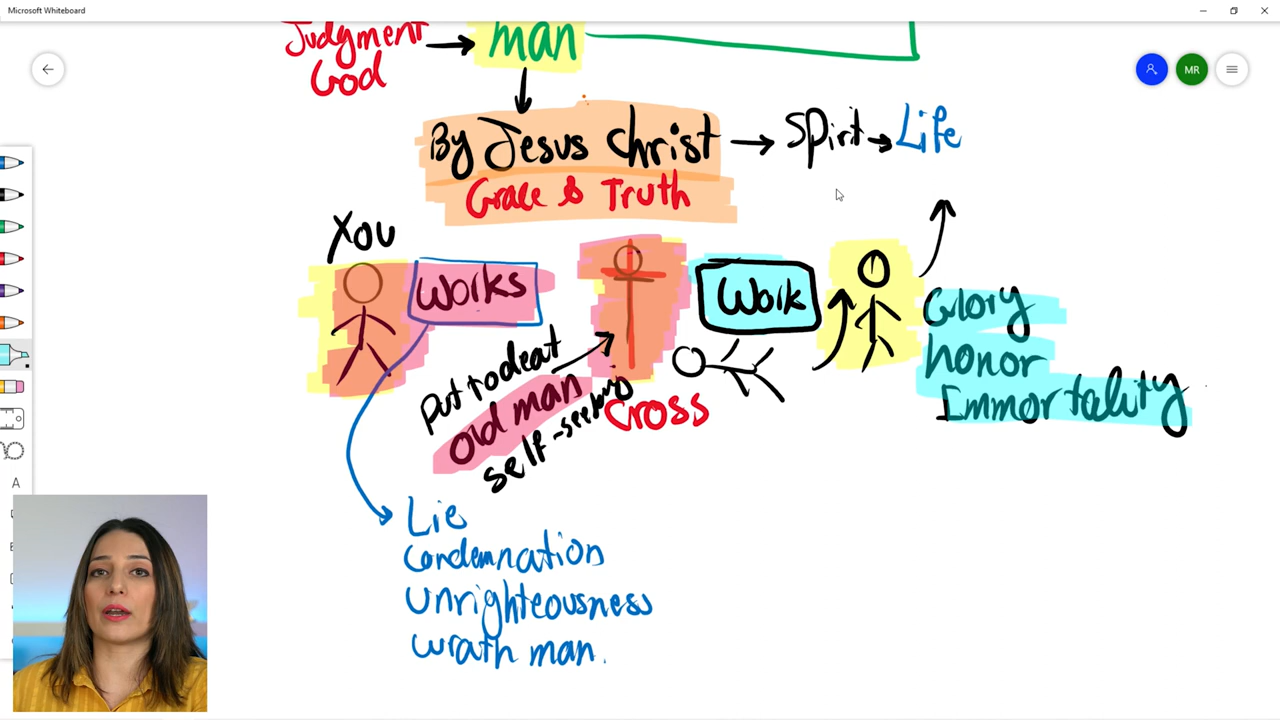 Microsoft Whiteboard
MR
Judgment
God
man
By Jesus Christ
Grace & Truth
Spirit
Life
You
Works
Work
put to deat
old man
self-seeking
Cross
Glory
honor
Immortality
Lie
Condemnation
unrighteousness
wrath man.
A